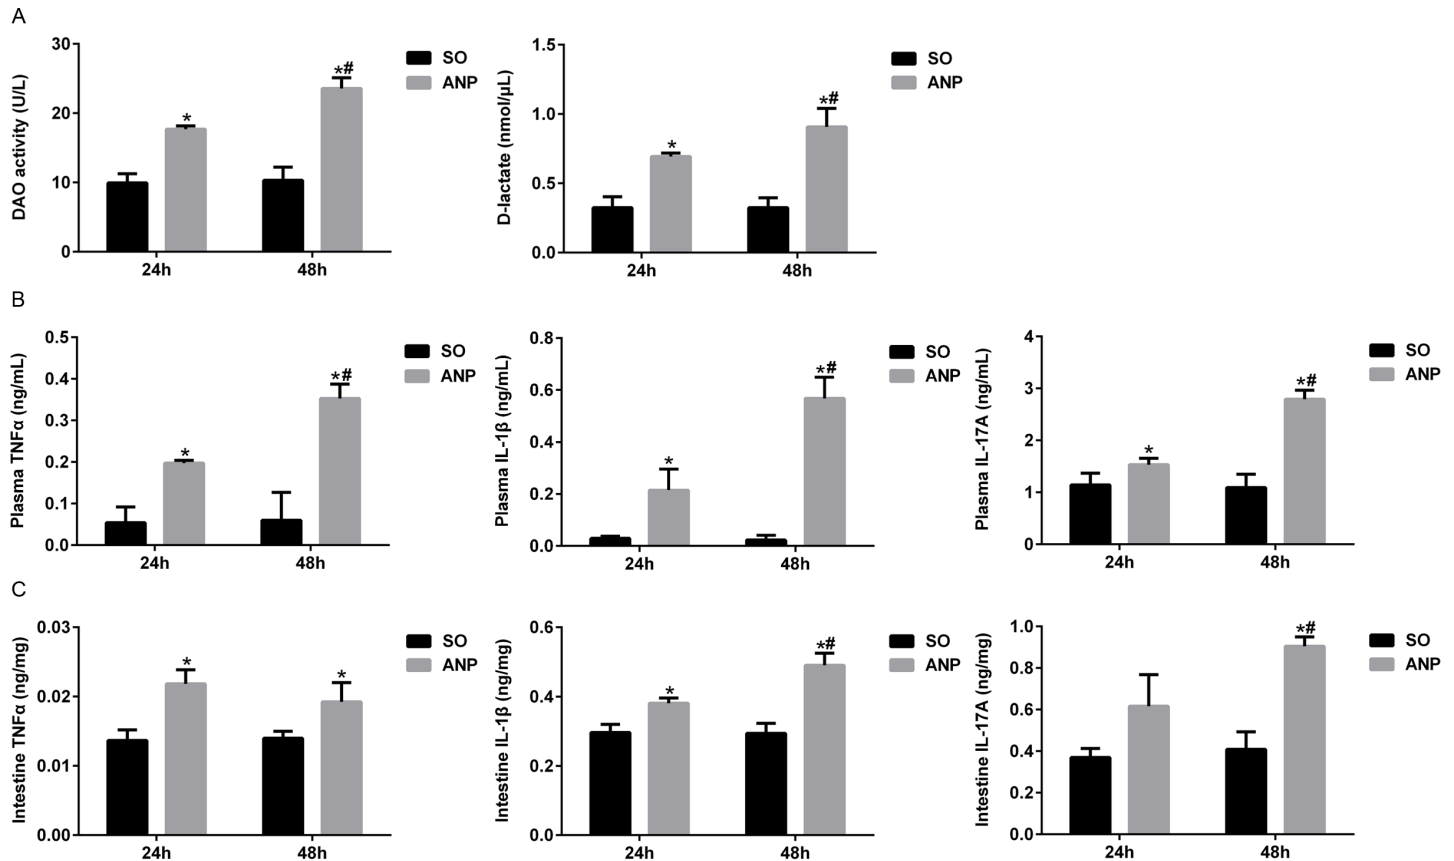 A
DAO activity (U/L)
30
20
10
0
*
*#
24h
48h
SO
ANP
D-lactate (nmol/µL)
1.5
1.0
0.5
0.0
*
*#
24h
48h
SO
ANP
B
Plasma TNFα (ng/mL)
0.5
0.4
0.3
0.2
0.1
0.0
*
*#
24h
48h
SO
ANP
Plasma IL-1β (ng/mL)
0.8
0.6
0.4
0.2
0.0
*
*#
24h
48h
SO
ANP
Plasma IL-17A (ng/mL)
4
3
2
1
0
*
*#
24h
48h
SO
ANP
C
Intestine TNFα (ng/mg)
0.03
0.02
0.01
0.00
*
*
24h
48h
SO
ANP
Intestine IL-1β (ng/mg)
0.6
0.4
0.2
0.0
*
*#
24h
48h
SO
ANP
Intestine IL-17A (ng/mg)
1.0
0.8
0.6
0.4
0.2
0.0
*#
24h
48h
SO
ANP